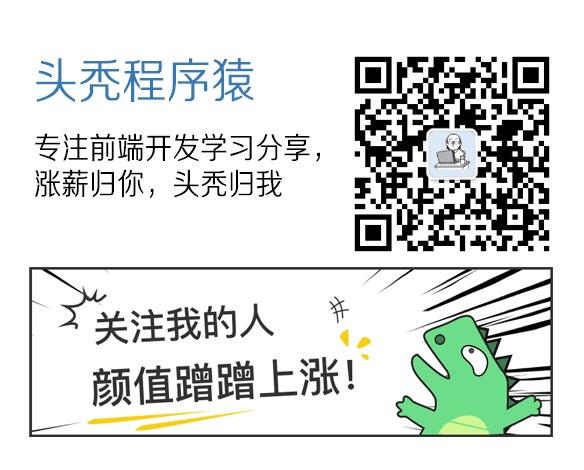 头秃程序猿
专注前端开发学习分享，
涨薪归你，头秃归我
关注我的人
颜值蹭蹭上涨！